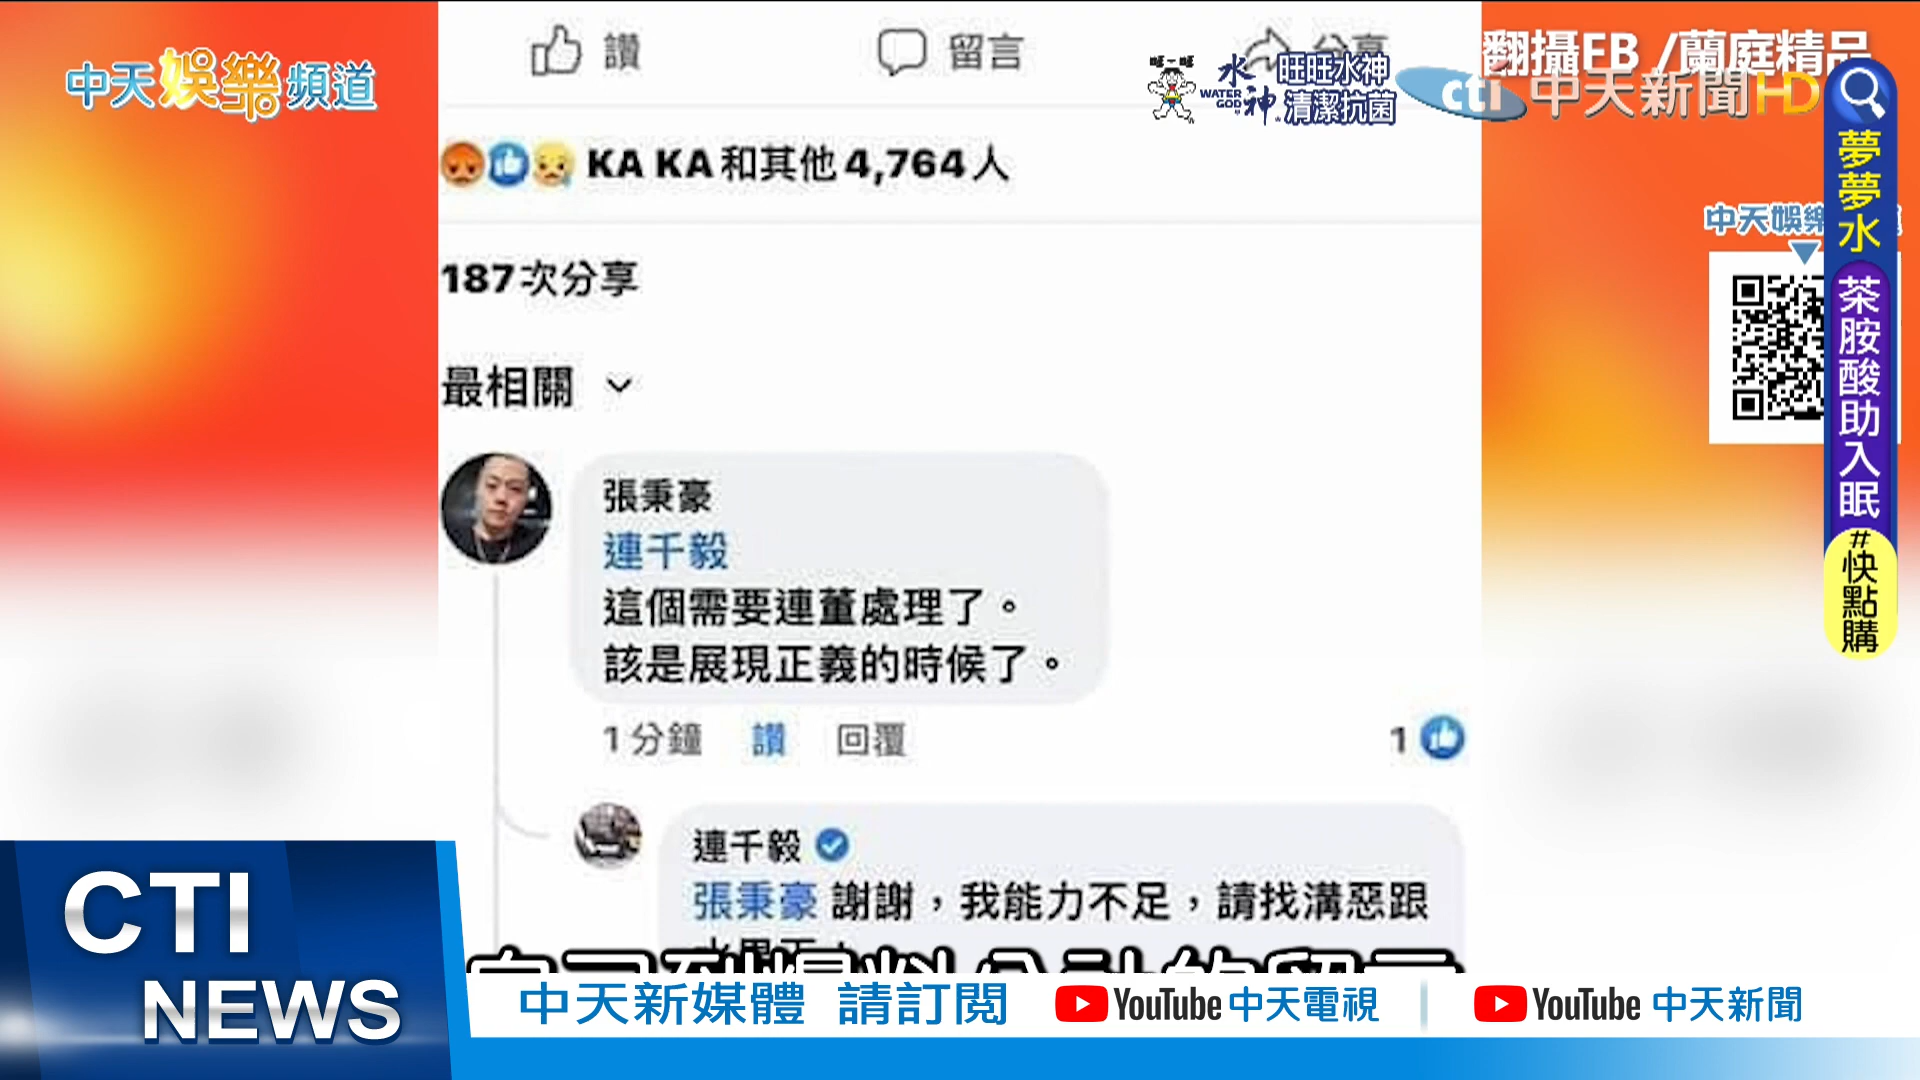 讚
留言
分享
翻攝FB /蘭庭精品
中天娛樂頻道
旺旺水神
清潔抗菌
水神
WATER
GOD
cti 中天新聞HD
KA KA和其他4,764人
187次分享
最相關
張秉豪
連千毅
這個需要連董處理了。
該是展現正義的時候了。
1分鐘 讚 回覆
1
連千毅
張秉豪 謝謝，我能力不足，請找溝惡跟
中天娛樂
夢夢水
茶胺酸助入眠
#快點購
CTI
NEWS
中天新媒體 請訂閱
YouTube 中天電視
YouTube 中天新聞